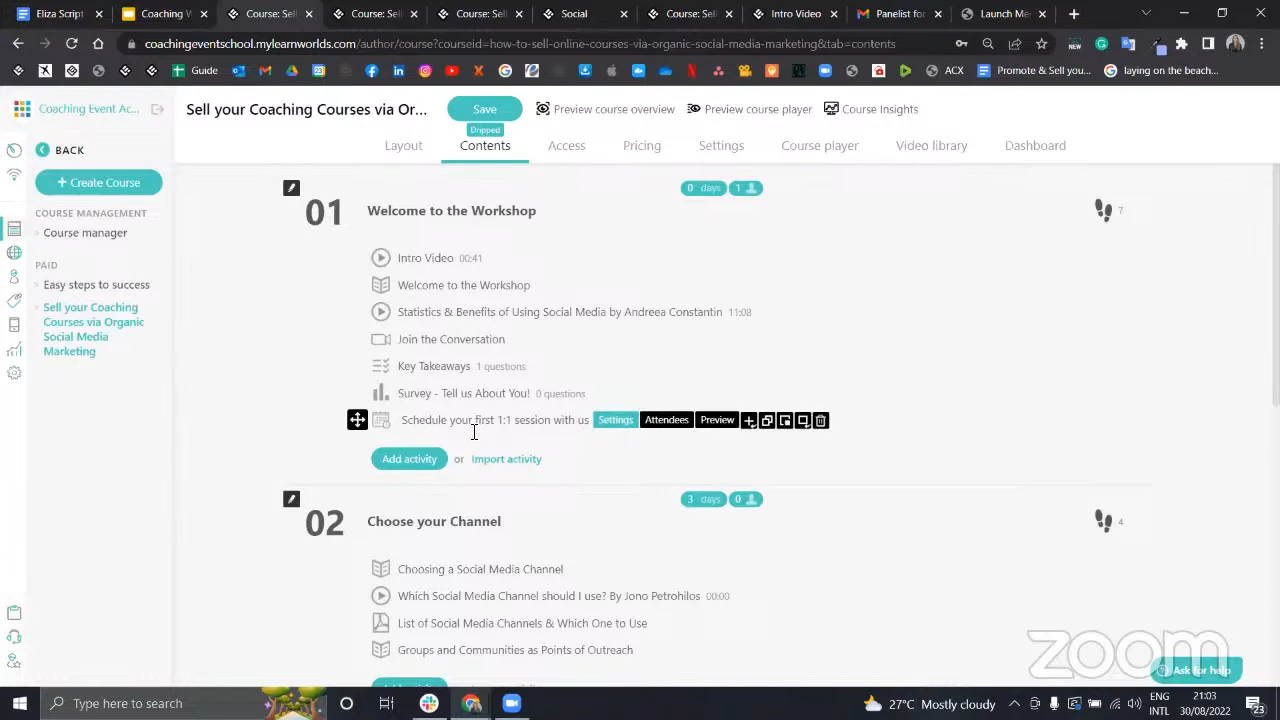 Eliza Script
Coaching W
Course: Sel
Course: Sel
Course: Sel
Social
Course: Sel
Intro Video
Panelist for
Launch Me
coachingeventschool.mylearnworlds.com/author/course?courseid=how-to-sell-online-courses-via-organic-social-media-marketing&tab=contents
Guide
ACX
Promote & Sell you...
laying on the beach...
Coaching Event Ac...
Sell your Coaching Courses via Or...
Save
Preview course overview
Preview course player
Course Insights
Dripped
Layout
Contents
Access
Pricing
Settings
Course player
Video library
Dashboard
BACK
+ Create Course
COURSE MANAGEMENT
Course manager
PAID
Easy steps to success
Sell your Coaching
Courses via Organic
Social Media
Marketing
0 days 1
01 Welcome to the Workshop 7
Intro Video 00:41
Welcome to the Workshop
Statistics & Benefits of Using Social Media by Andreea Constantin 11:08
Join the Conversation
Key Takeaways 1 questions
Survey - Tell us About You! 0 questions
Schedule your first 1:1 session with us Settings Attendees Preview
Add activity or Import activity
3 days 0
02 Choose your Channel 4
Choosing a Social Media Channel
Which Social Media Channel should I use? By Jono Petrohilos 00:00
List of Social Media Channels & Which One to Use
Groups and Communities as Points of Outreach
zoom
Ask for help
Type here to search
27°C Mostly cloudy
ENG
INTL
21:03
30/08/2022
23